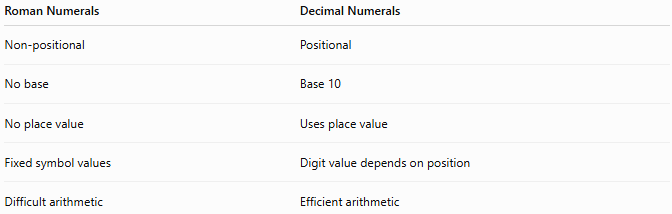 Roman Numerals Decimal Numerals
Non-positional Positional
No base Base 10
No place value Uses place value
Fixed symbol values Digit value depends on position
Difficult arithmetic Efficient arithmetic